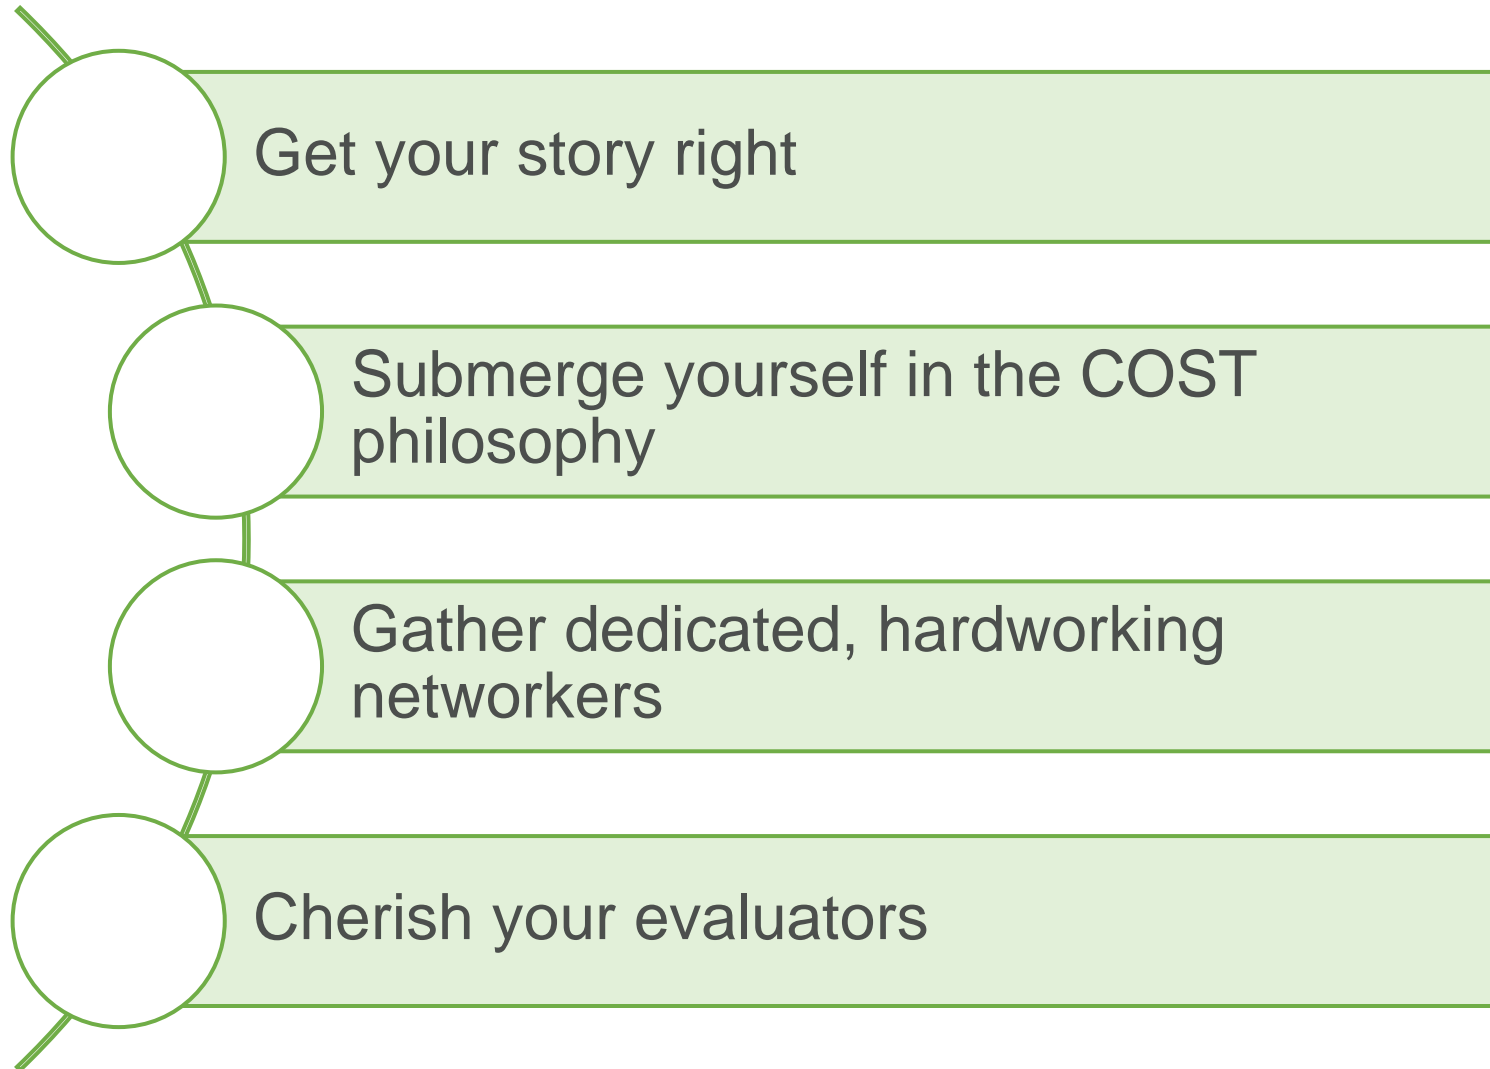 Get your story right
Submerge yourself in the COST
philosophy
Gather dedicated, hardworking
networkers
Cherish your evaluators